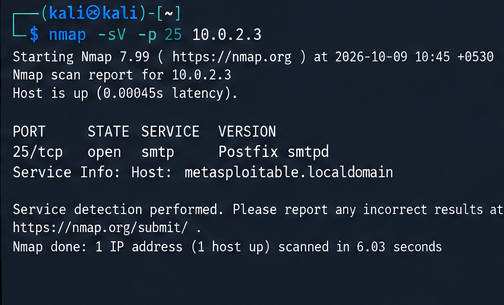 ┌──(kali㉿kali)-[~]
└─$ nmap -sV -p 25 10.0.2.3
Starting Nmap 7.99 ( https://nmap.org ) at 2026-10-09 10:45 +0530
Nmap scan report for 10.0.2.3
Host is up (0.00045s latency).
PORT STATE SERVICE VERSION
25/tcp open smtp Postfix smtpd
Service Info: Host: metasploitable.localdomain
Service detection performed. Please report any incorrect results at
https://nmap.org/submit/ .
Nmap done: 1 IP address (1 host up) scanned in 6.03 seconds